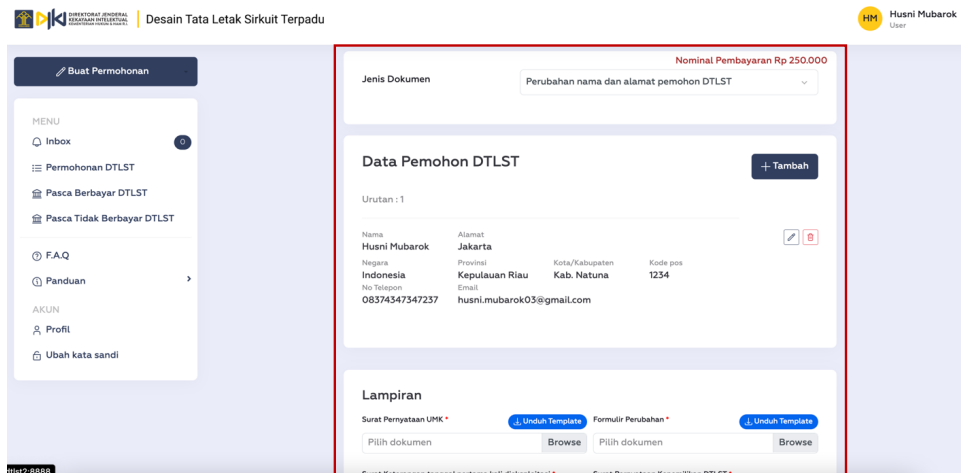 DIREKTORAT JENDERAL
KEKAYAAN INTELEKTUAL
KEMENTERIAN HUKUM & HAM R.I.
Desain Tata Letak Sirkuit Terpadu
HM
Husni Mubarok
User
Buat Permohonan
MENU
Inbox
0
Permohonan DTLST
Pasca Berbayar DTLST
Pasca Tidak Berbayar DTLST
F.A.Q
Panduan
AKUN
Profil
Ubah kata sandi
Nominal Pembayaran Rp 250.000
Jenis Dokumen
Perubahan nama dan alamat pemohon DTLST
Data Pemohon DTLST
Tambah
Urutan : 1
Nama Alamat
Husni Mubarok Jakarta
Negara Provinsi Kota/Kabupaten Kode pos
Indonesia Kepulauan Riau Kab. Natuna 1234
No Telepon Email
08374347347237 husni.mubarok03@gmail.com
Lampiran
Surat Pernyataan UMK * Unduh Template Formulir Perubahan * Unduh Template
Pilih dokumen Browse Pilih dokumen Browse